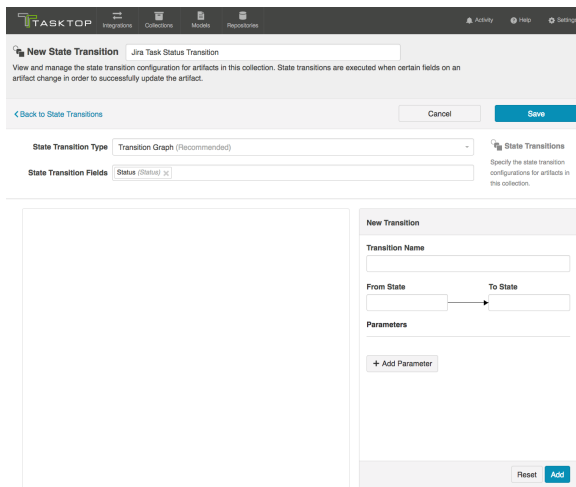 TASKTOP
Integrations
Collections
Models
Repositories
Activity
Help
Settings
New State Transition
Jira Task Status Transition
View and manage the state transition configuration for artifacts in this collection. State transitions are executed when certain fields on an
artifact change in order to successfully update the artifact.
Back to State Transitions
Cancel
Save
State Transition Type
Transition Graph (Recommended)
State Transition Fields
Status (Status)
State Transitions
Specify the state transition
configurations for artifacts in
this collection.
New Transition
Transition Name
From State
To State
Parameters
+ Add Parameter
Reset
Add